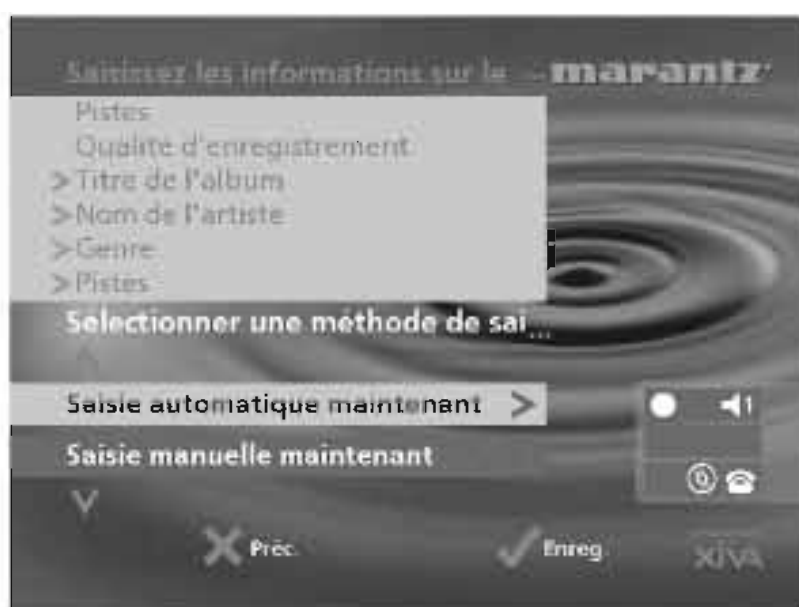 Saisissez les informations sur le - marantz
Pistes
Qualité d'enregistrement
> Titre de l'album
> Nom de l'artiste
> Genre
> Pistes
Selectionner une méthode de sai...
Saisie automatique maintenant >
1
Saisie manuelle maintenant
Préc.
Enreg.
XiVA